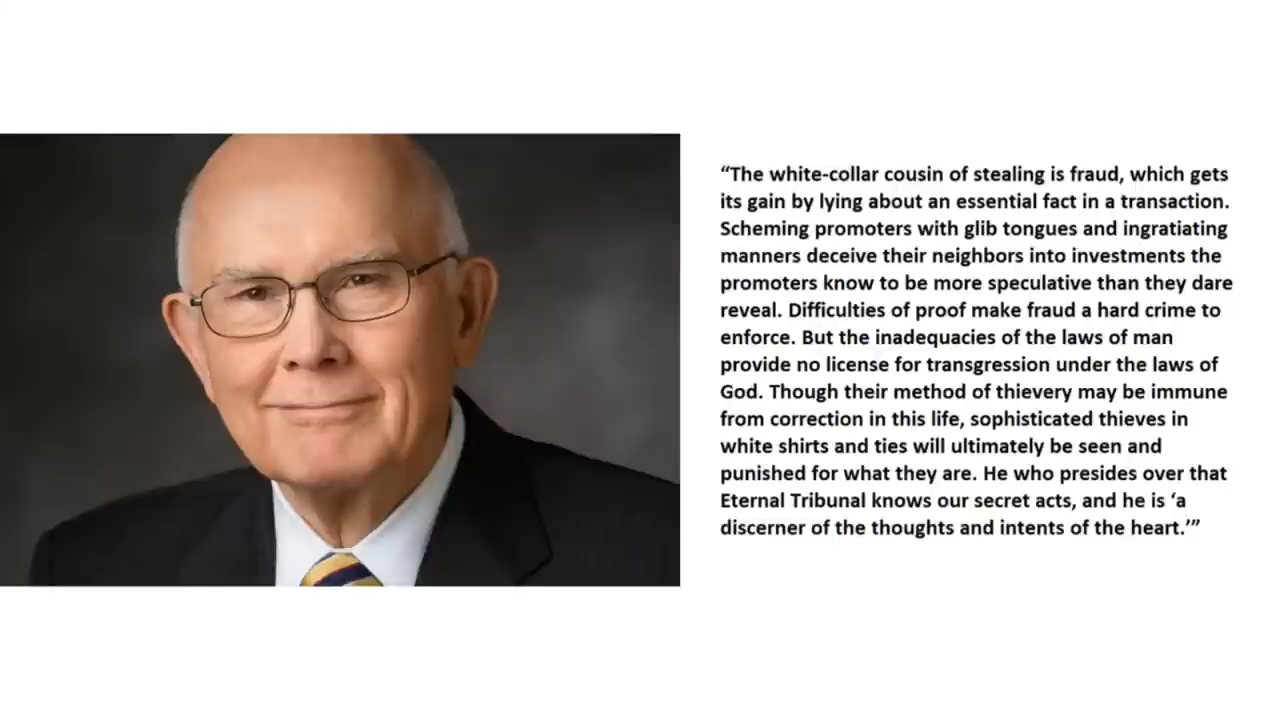 “The white-collar cousin of stealing is fraud, which gets
its gain by lying about an essential fact in a transaction.
Scheming promoters with glib tongues and ingratiating
manners deceive their neighbors into investments the
promoters know to be more speculative than they dare
reveal. Difficulties of proof make fraud a hard crime to
enforce. But the inadequacies of the laws of man
provide no license for transgression under the laws of
God. Though their method of thievery may be immune
from correction in this life, sophisticated thieves in
white shirts and ties will ultimately be seen and
punished for what they are. He who presides over that
Eternal Tribunal knows our secret acts, and he is ‘a
discerner of the thoughts and intents of the heart.’”